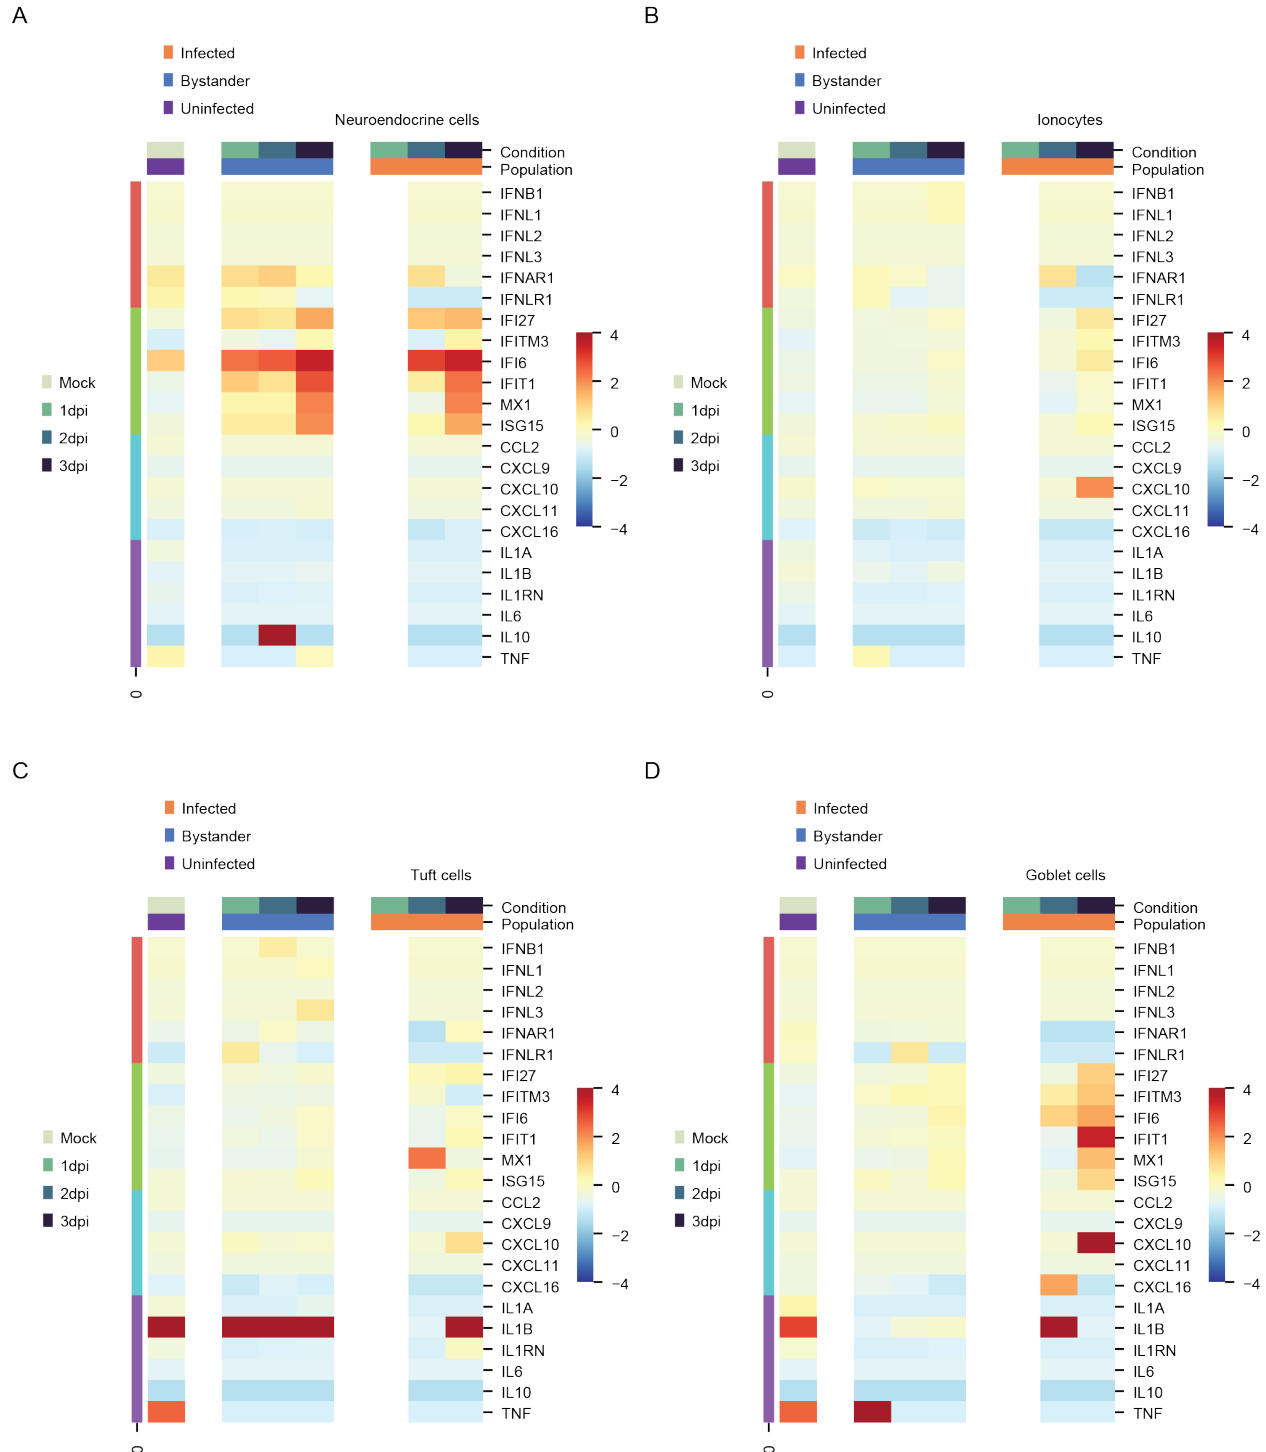 A
Infected
Bystander
Uninfected
Neuroendocrine cells
Condition
Population
IFNB1
IFNL1
IFNL2
IFNL3
IFNAR1
IFNLR1
IFI27
IFITM3
IFI6
IFIT1
MX1
ISG15
CCL2
CXCL9
CXCL10
CXCL11
CXCL16
IL1A
IL1B
IL1RN
IL6
IL10
TNF
Mock
1dpi
2dpi
3dpi
4
2
0
−2
−4
0
B
Infected
Bystander
Uninfected
Ionocytes
Condition
Population
IFNB1
IFNL1
IFNL2
IFNL3
IFNAR1
IFNLR1
IFI27
IFITM3
IFI6
IFIT1
MX1
ISG15
CCL2
CXCL9
CXCL10
CXCL11
CXCL16
IL1A
IL1B
IL1RN
IL6
IL10
TNF
Mock
1dpi
2dpi
3dpi
4
2
0
−2
−4
0
C
Infected
Bystander
Uninfected
Tuft cells
Condition
Population
IFNB1
IFNL1
IFNL2
IFNL3
IFNAR1
IFNLR1
IFI27
IFITM3
IFI6
IFIT1
MX1
ISG15
CCL2
CXCL9
CXCL10
CXCL11
CXCL16
IL1A
IL1B
IL1RN
IL6
IL10
TNF
Mock
1dpi
2dpi
3dpi
4
2
0
−2
−4
0
D
Infected
Bystander
Uninfected
Goblet cells
Condition
Population
IFNB1
IFNL1
IFNL2
IFNL3
IFNAR1
IFNLR1
IFI27
IFITM3
IFI6
IFIT1
MX1
ISG15
CCL2
CXCL9
CXCL10
CXCL11
CXCL16
IL1A
IL1B
IL1RN
IL6
IL10
TNF
Mock
1dpi
2dpi
3dpi
4
2
0
−2
−4
0